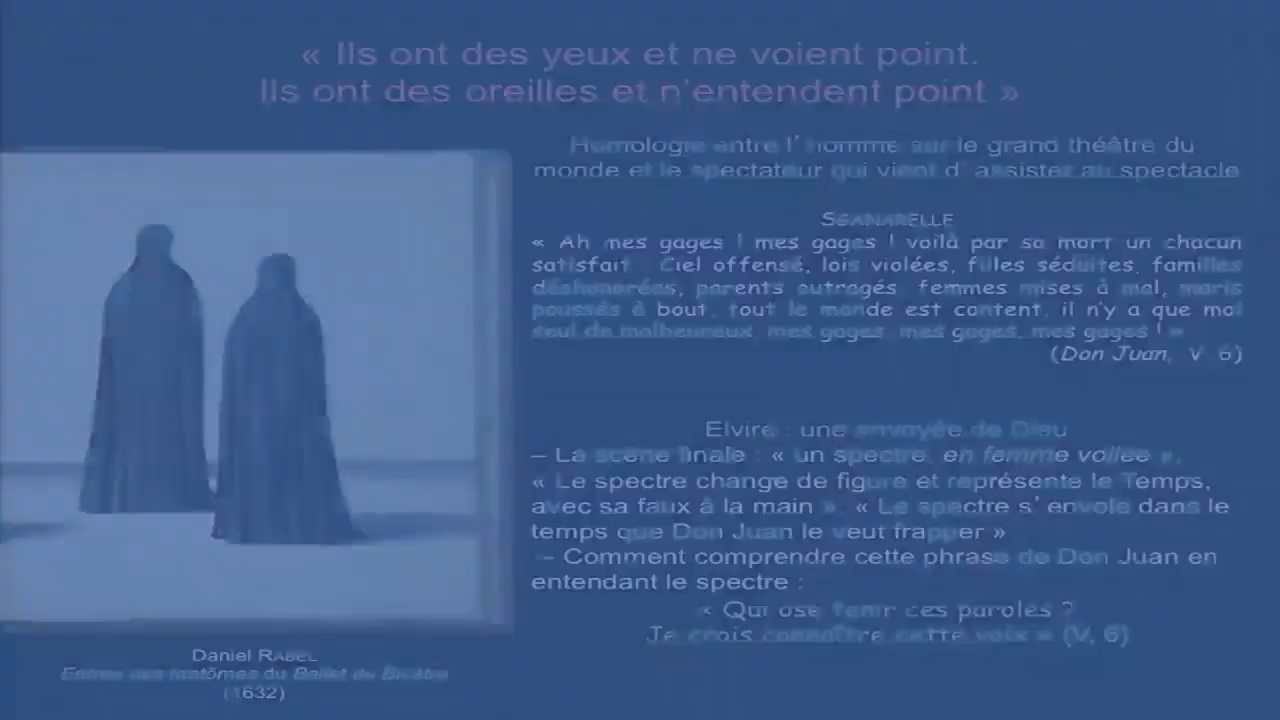 « Ils ont des yeux et ne voient point.
Ils ont des oreilles et n'entendent point »
Homologie entre l'homme sur le grand théâtre du
monde et le spectateur qui vient d'assister au spectacle
SGANARELLE
« Ah mes gages ! mes gages ! voilà par sa mort un chacun
satisfait : Ciel offensé, lois violées, filles séduites, familles
déshonorées, parents outragés, femmes mises à mal, maris
poussés à bout, tout le monde est content, il n'y a que moi
seul de malheureux, mes gages, mes gages, mes gages ! »
(Don Juan, V, 6)
Elvire : une envoyée de Dieu
– La scène finale : « un spectre, en femme voilée »,
« Le spectre change de figure et représente le Temps,
avec sa faux à la main ». « Le spectre s'envole dans le
temps que Don Juan le veut frapper »
– Comment comprendre cette phrase de Don Juan en
entendant le spectre :
« Qui ose tenir ces paroles ?
Je crois connaître cette voix » (V, 6)
Daniel RABEL
Entrée des fantômes du Ballet du Bicêtre
(1632)